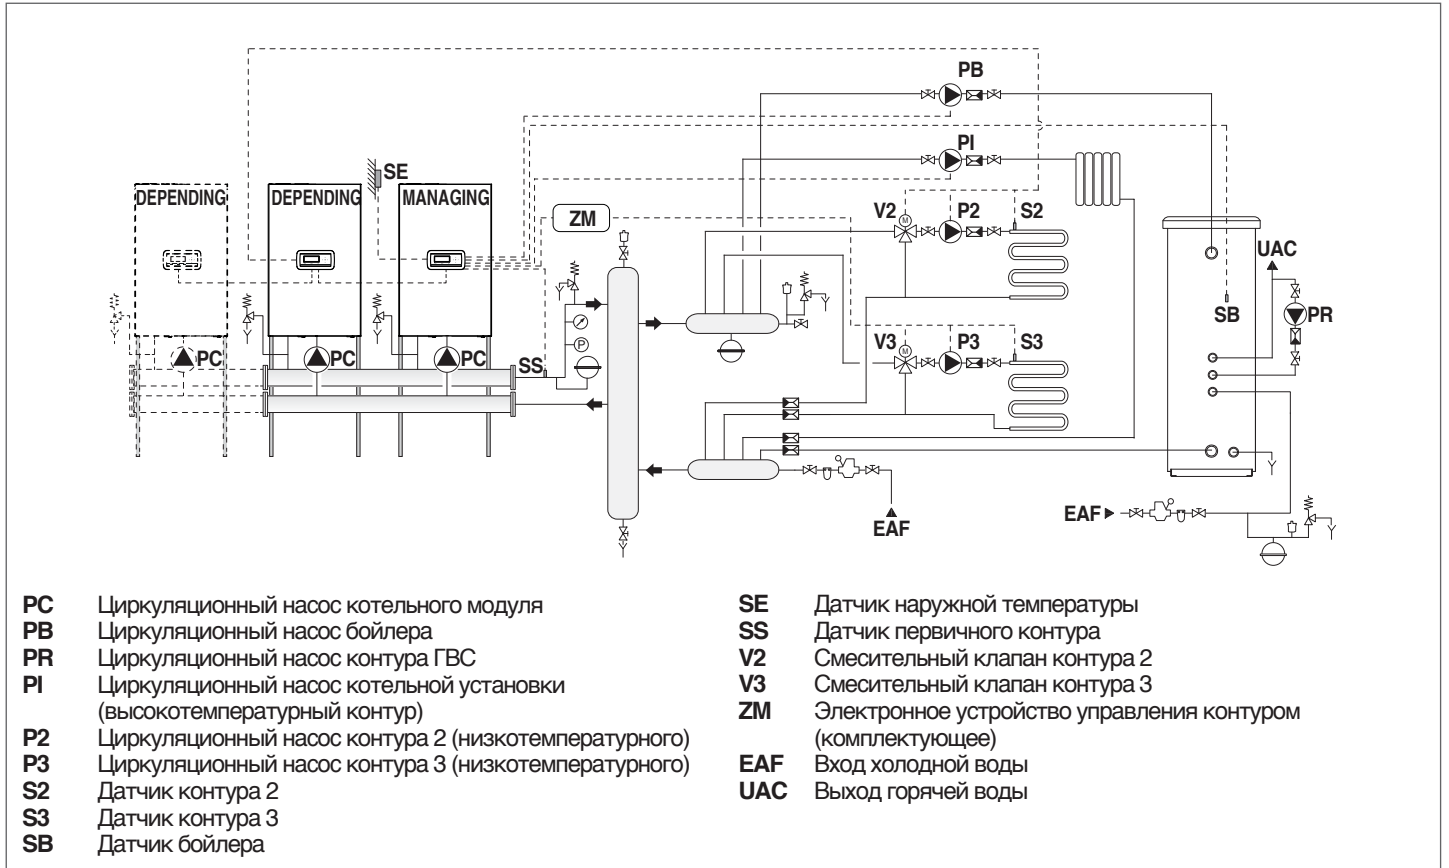 PB
PI
SE
DEPENDING
DEPENDING
MANAGING
ZM
V2
M
P2
S2
UAC
SB
PR
V3
M
P3
S3
PC
PC
PC
SS
P
EAF
EAF
PC Циркуляционный насос котельного модуля
PB Циркуляционный насос бойлера
PR Циркуляционный насос контура ГВС
PI Циркуляционный насос котельной установки
(высокотемпературный контур)
P2 Циркуляционный насос контура 2 (низкотемпературного)
P3 Циркуляционный насос контура 3 (низкотемпературного)
S2 Датчик контура 2
S3 Датчик контура 3
SB Датчик бойлера
SE Датчик наружной температуры
SS Датчик первичного контура
V2 Смесительный клапан контура 2
V3 Смесительный клапан контура 3
ZM Электронное устройство управления контуром
(комплектующее)
EAF Вход холодной воды
UAC Выход горячей воды